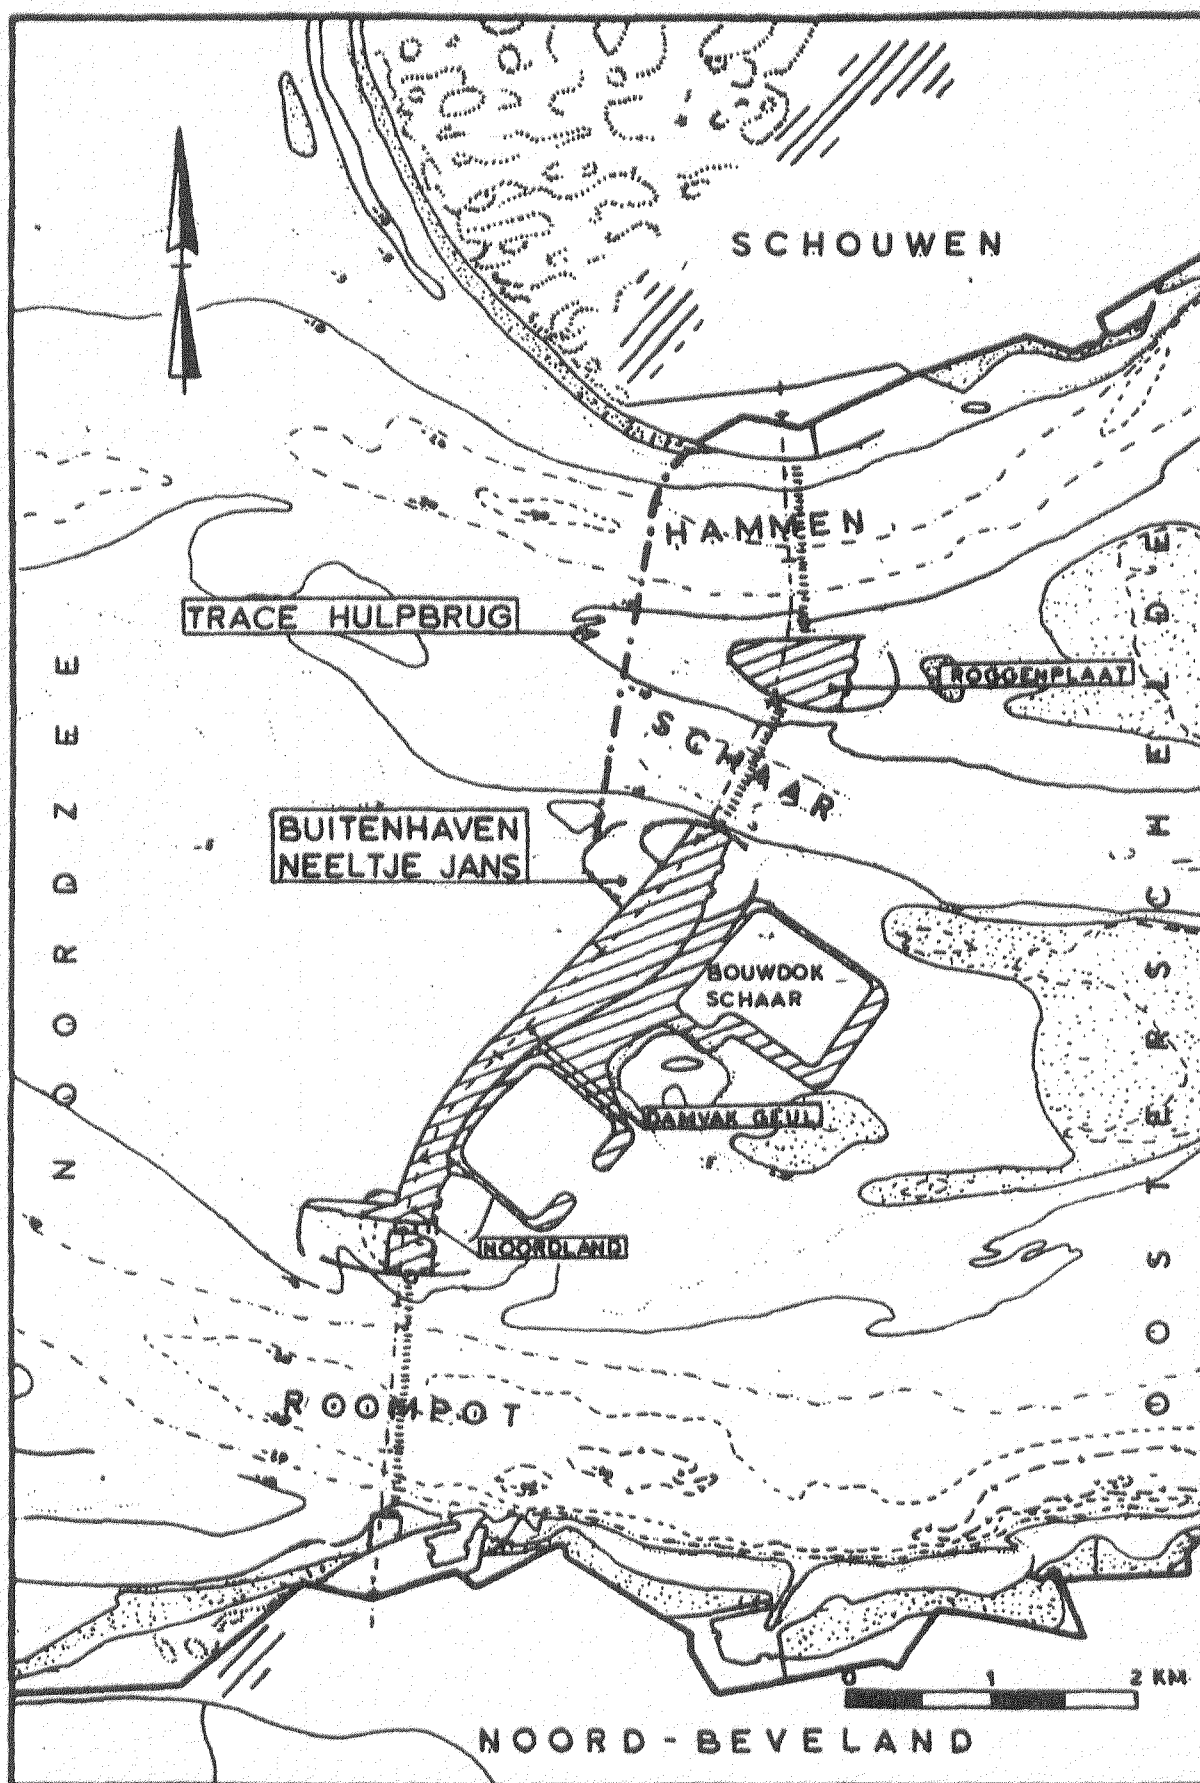 SCHOUWEN
HAMMEN
TRACE HULPBRUG
ROGGENPLAAT
SCHAAR
BUITENHAVEN
NEELTJE JANS
NOORDZEE
OOSTERSCHELDE
BOUWDOK
SCHAAR
DAMVAK GEUL
NOORDLAND
ROOMPOT
0 1 2 KM
NOORD-BEVELAND